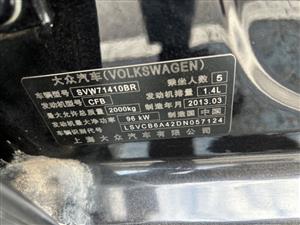 大众汽车(VOLKSWAGEN)
车辆型号 SVW71410BR 乘坐人数 5
发动机型号 CFB 发动机排量 1.4L
最大允许总质量 2000kg 制造年月 2013.03
发动机最大净功率 96 kW 制造国 中国
车辆识别代号 LSVCB6A42DN057124
上海大众汽车有限公司